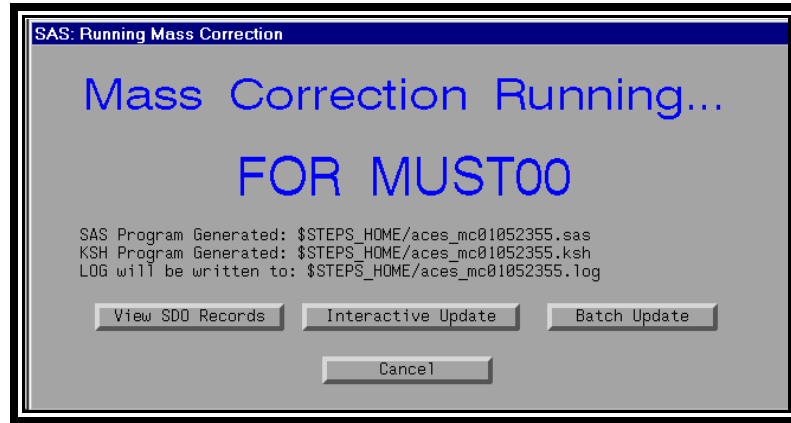 SAS: Running Mass Correction
Mass Correction Running...
FOR MUST00
SAS Program Generated: $STEPS_HOME/aces_mc01052355.sas
KSH Program Generated: $STEPS_HOME/aces_mc01052355.ksh
LOG will be written to: $STEPS_HOME/aces_mc01052355.log
View SDO Records Interactive Update Batch Update
Cancel